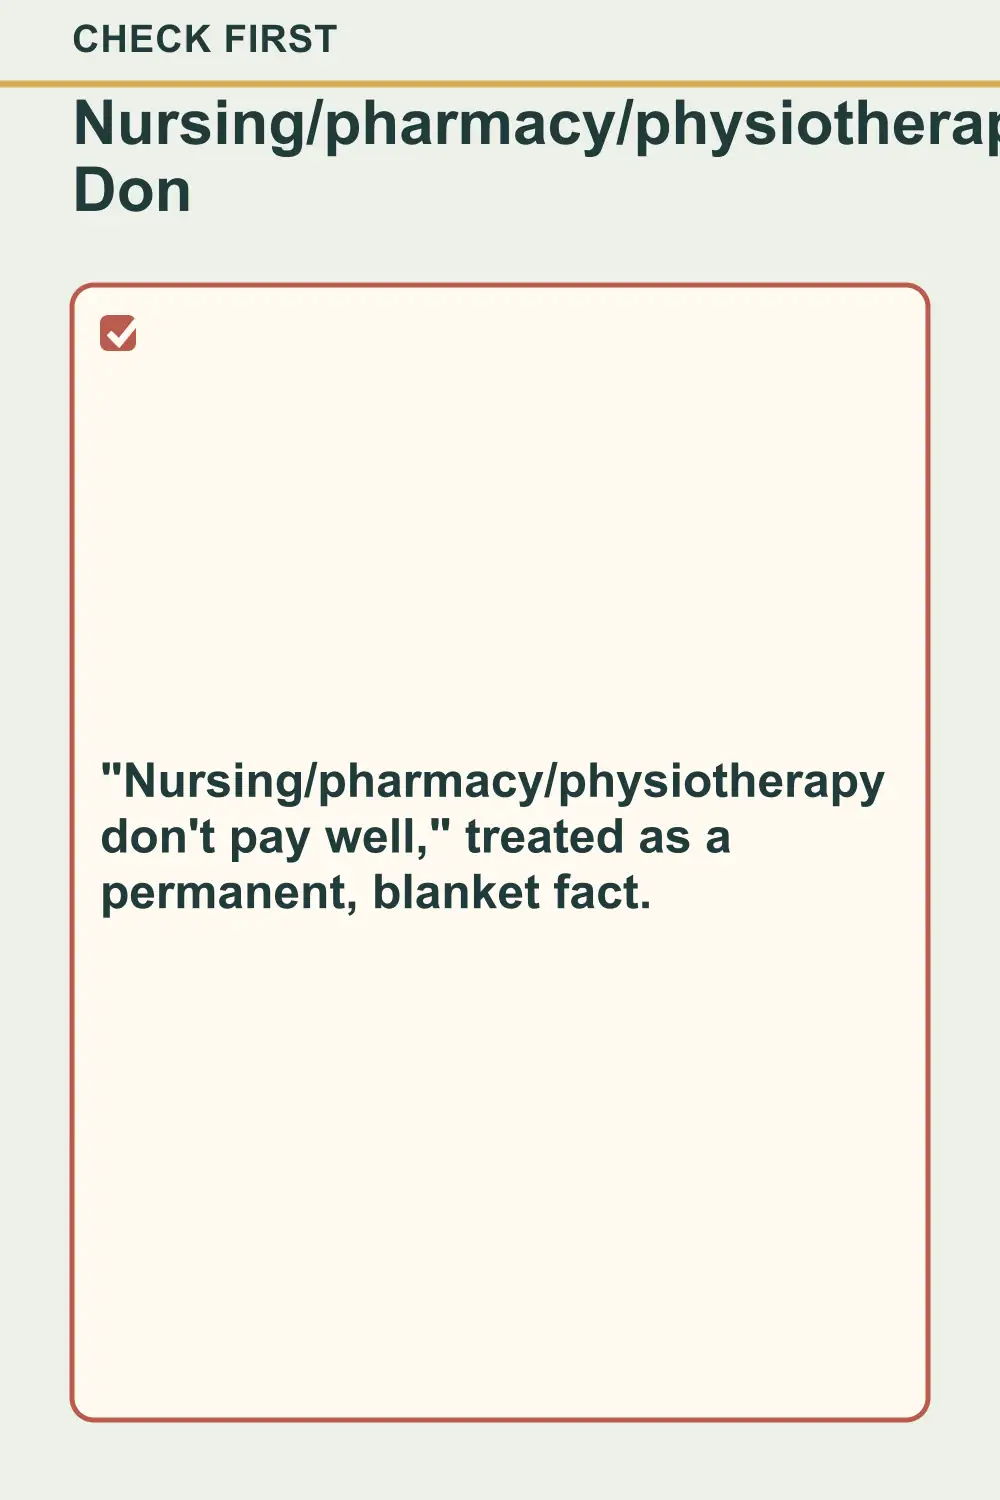 CHECK FIRST
Nursing/pharmacy/physiotherap
Don
"Nursing/pharmacy/physiotherapy
don't pay well," treated as a
permanent, blanket fact.